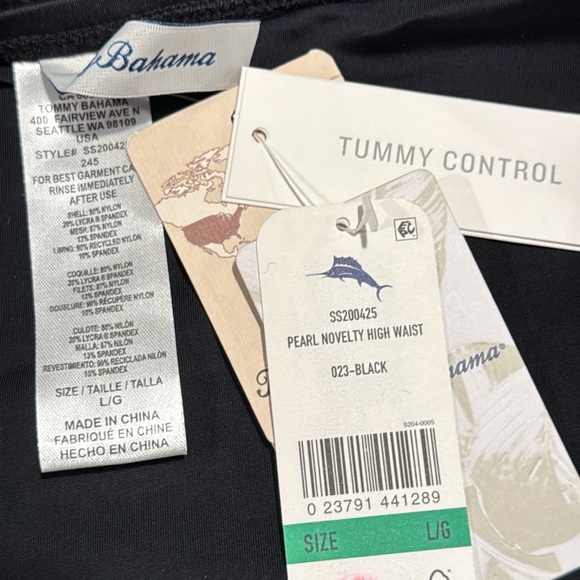 Bahama
CA
TOMMY BAHAMA
400 FAIRVIEW AVE N
SEATTLE WA 98109
USA
STYLE# SS20042
245
FOR BEST GARMENT CA
RINSE IMMEDIATELY
AFTER USE
SHELL: 80% NYLON
20% LYCRA® SPANDEX
MESH: 87% NYLON
13% SPANDEX
LINING: 90% RECYCLED NYLON
10% SPANDEX
COQUILLE: 80% NYLON
20% LYCRA® SPANDEX
FILETS: 87% NYLON
13% SPANDEX
DOUBLURE: 90% RÉCUPÉRÉ NYLON
10% SPANDEX
CULOTE: 80% NILÓN
20% LYCRA® SPANDEX
MALLA: 87% NILÓN
13% SPANDEX
REVESTIMIENTO: 90% RECICLADA NILÓN
10% SPANDEX
SIZE / TAILLE / TALLA
L/G
MADE IN CHINA
FABRIQUÉ EN CHINE
HECHO EN CHINA
TUMMY CONTROL
SS200425
PEARL NOVELTY HIGH WAIST
023-BLACK
S204-0005
0 23791 441289
SIZE L/G
hama®